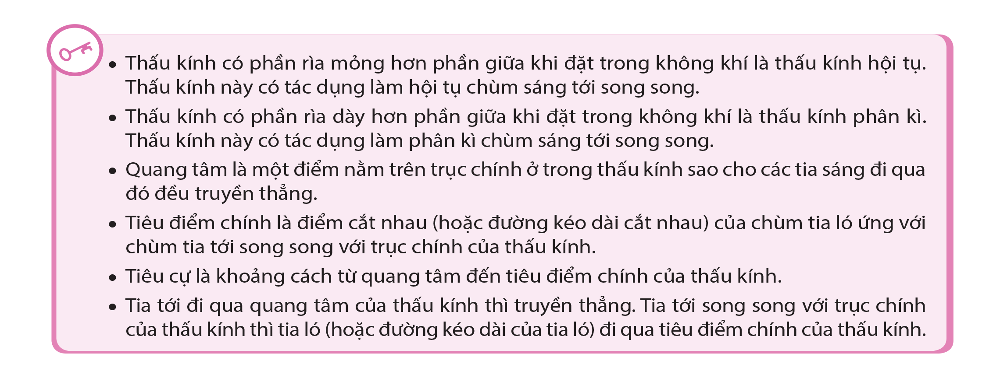 • Thấu kính có phần rìa mỏng hơn phần giữa khi đặt trong không khí là thấu kính hội tụ.
Thấu kính này có tác dụng làm hội tụ chùm sáng tới song song.
• Thấu kính có phần rìa dày hơn phần giữa khi đặt trong không khí là thấu kính phân kì.
Thấu kính này có tác dụng làm phân kì chùm sáng tới song song.
• Quang tâm là một điểm nằm trên trục chính ở trong thấu kính sao cho các tia sáng đi qua
đó đều truyền thẳng.
• Tiêu điểm chính là điểm cắt nhau (hoặc đường kéo dài cắt nhau) của chùm tia ló ứng với
chùm tia tới song song với trục chính của thấu kính.
• Tiêu cự là khoảng cách từ quang tâm đến tiêu điểm chính của thấu kính.
• Tia tới đi qua quang tâm của thấu kính thì truyền thẳng. Tia tới song song với trục chính
của thấu kính thì tia ló (hoặc đường kéo dài của tia ló) đi qua tiêu điểm chính của thấu kính.